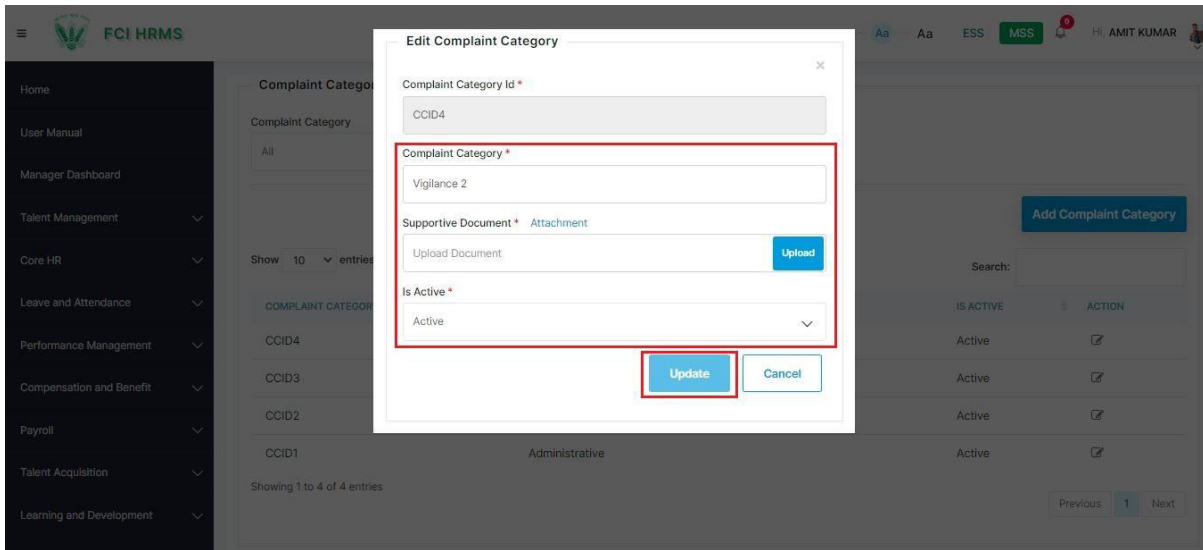 FCI HRMS
Aa Aa ESS MSS 0 Hi, AMIT KUMAR
Home
User Manual
Manager Dashboard
Talent Management
Core HR
Leave and Attendance
Performance Management
Compensation and Benefit
Payroll
Talent Acquisition
Learning and Development
Complaint Catego
Complaint Category
All
Add Complaint Category
Show 10 entries
Search:
COMPLAINT CATEGOR IS ACTIVE ACTION
CCID4 Active
CCID3 Active
CCID2 Active
CCID1 Administrative Active
Showing 1 to 4 of 4 entries
Previous 1 Next
Edit Complaint Category
×
Complaint Category Id *
CCID4
Complaint Category *
Vigilance 2
Supportive Document * Attachment
Upload Document Upload
Is Active *
Active
Update Cancel